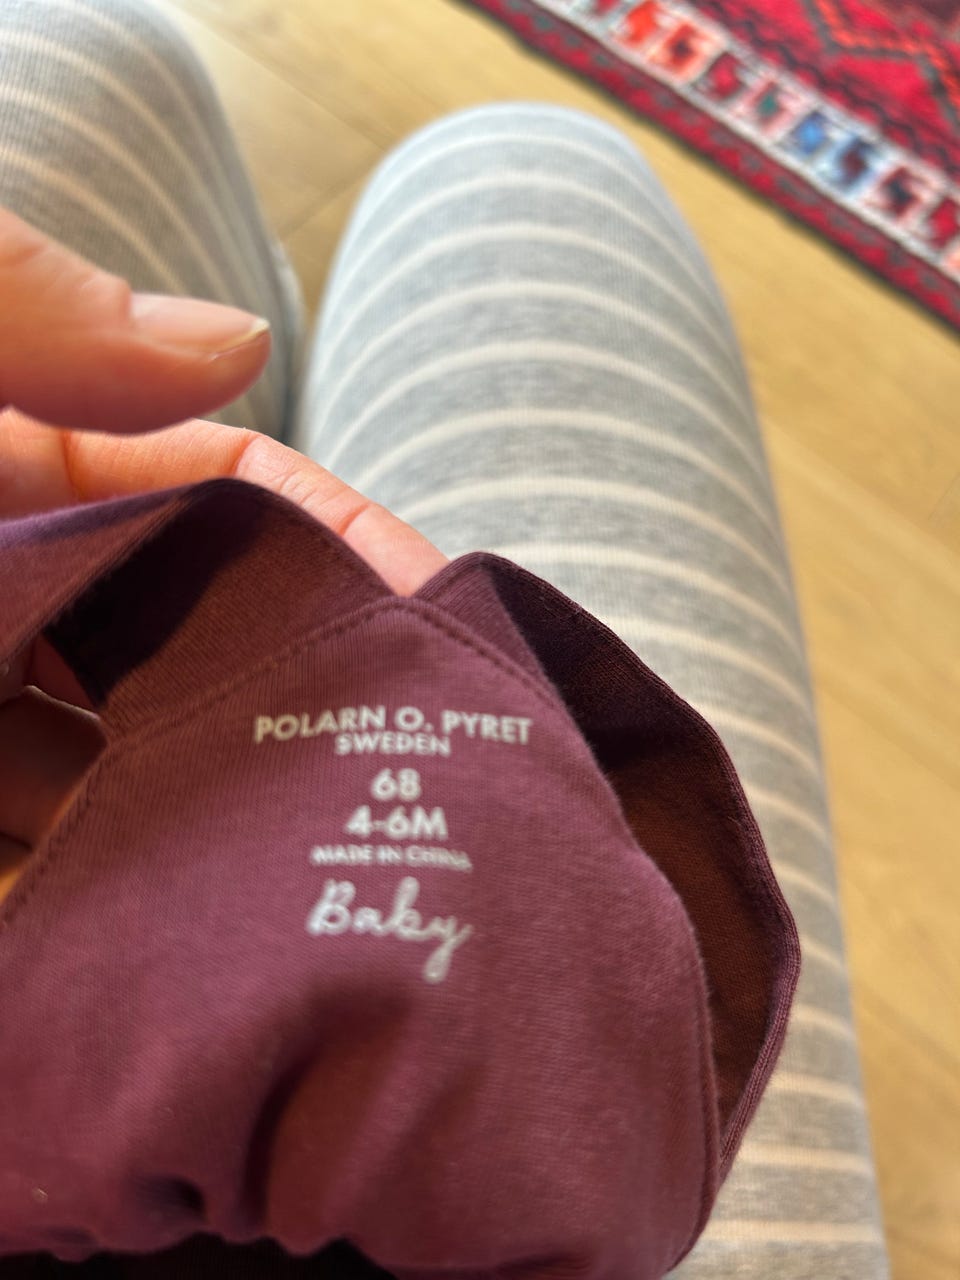 POLARN O. PYRET
SWEDEN
68
4-6M
MADE IN CHINA
Baby